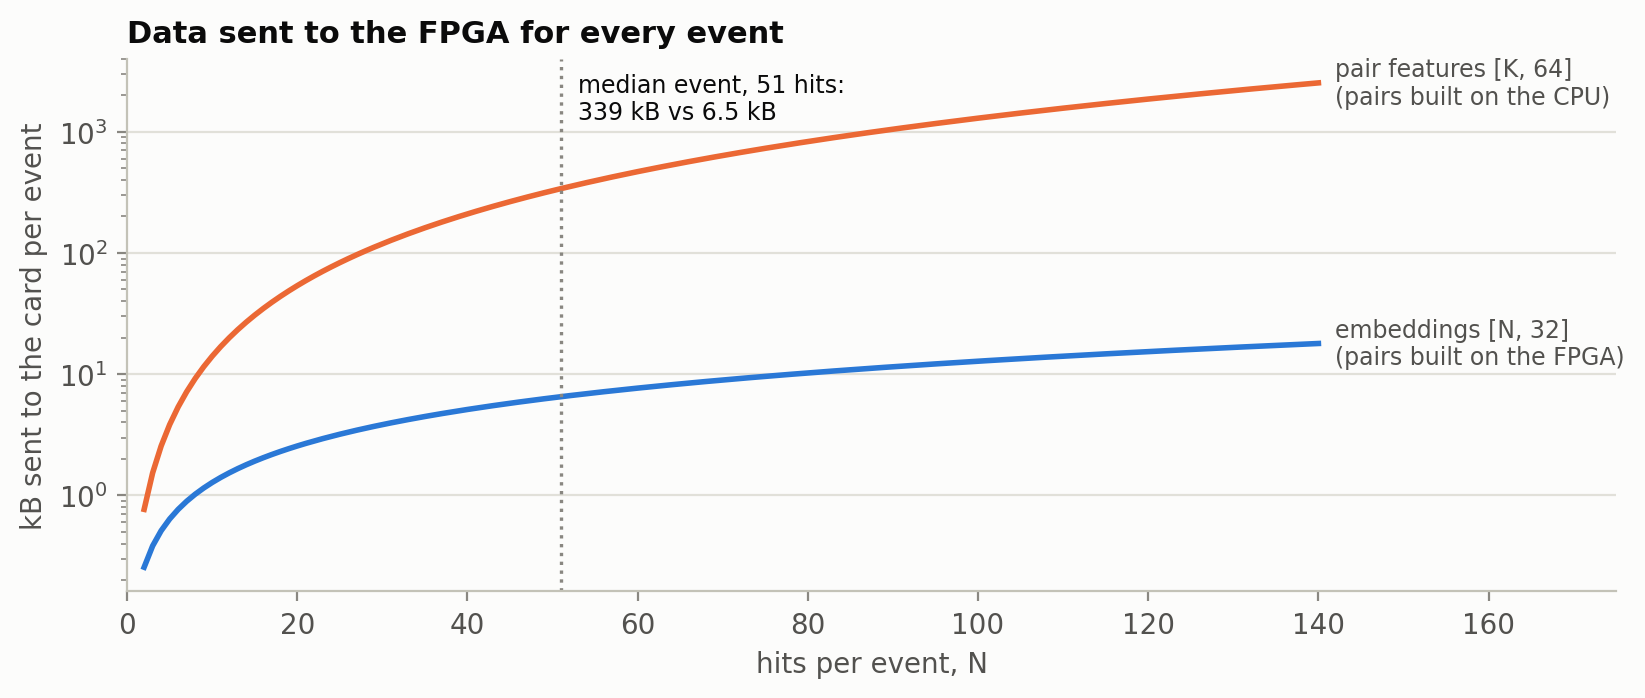 Data sent to the FPGA for every event
median event, 51 hits:
339 kB vs 6.5 kB
pair features [K, 64]
(pairs built on the CPU)
embeddings [N, 32]
(pairs built on the FPGA)
kB sent to the card per event
10³
10²
10¹
10⁰
0 20 40 60 80 100 120 140 160
hits per event, N